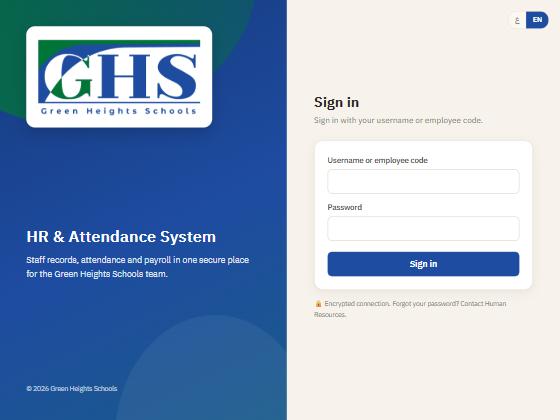 GHS
Green Heights Schools
HR & Attendance System
Staff records, attendance and payroll in one secure place
for the Green Heights Schools team.
© 2026 Green Heights Schools
ع EN
Sign in
Sign in with your username or employee code.
Username or employee code
Password
Sign in
🔒 Encrypted connection. Forgot your password? Contact Human
Resources.